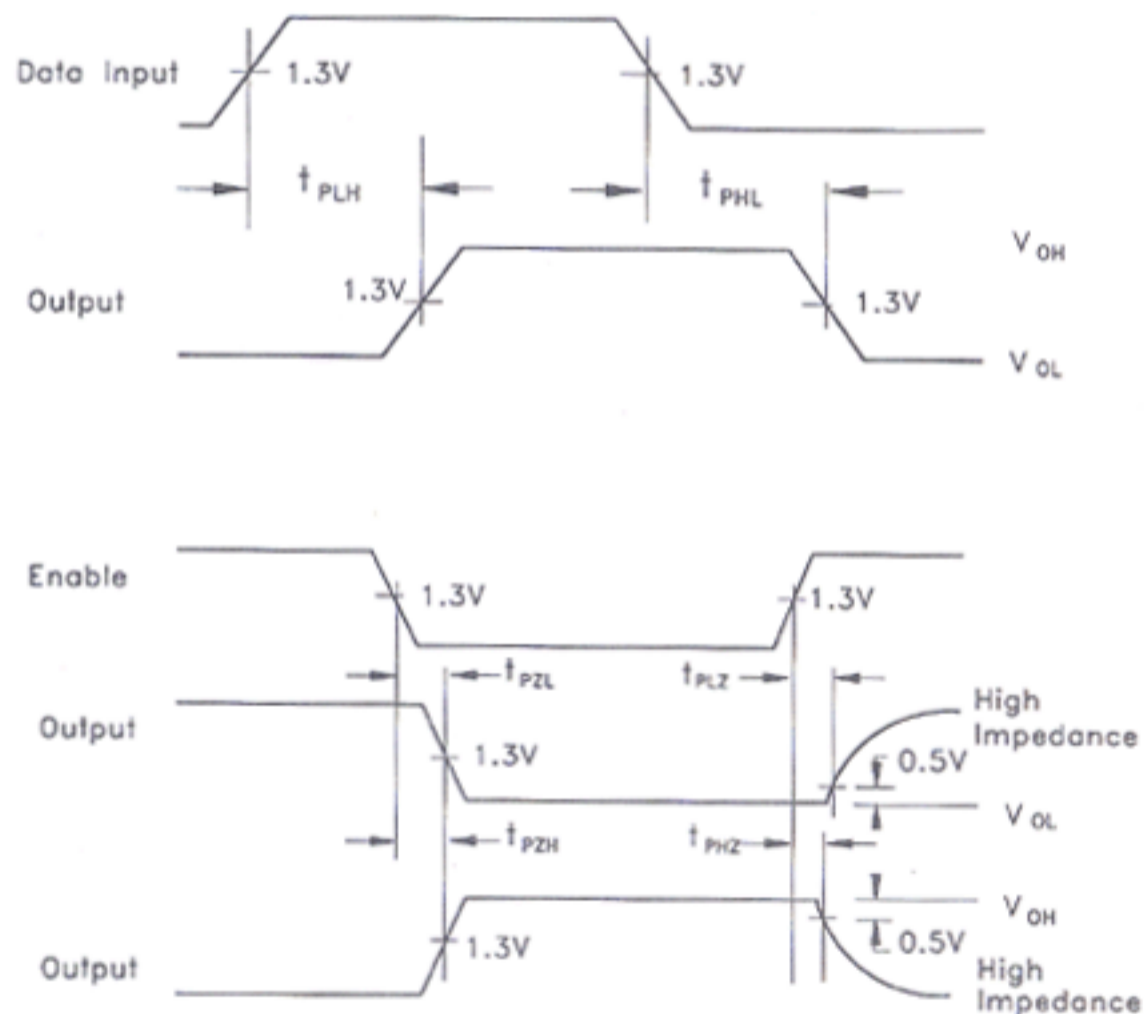 Data Input
1.3V
1.3V
t PLH
t PHL
V OH
Output
1.3V
1.3V
V OL
Enable
1.3V
1.3V
t PZL
t PLZ
Output
High
Impedance
1.3V
0.5V
V OL
t PZH
t PHZ
V OH
1.3V
0.5V
Output
High
Impedance